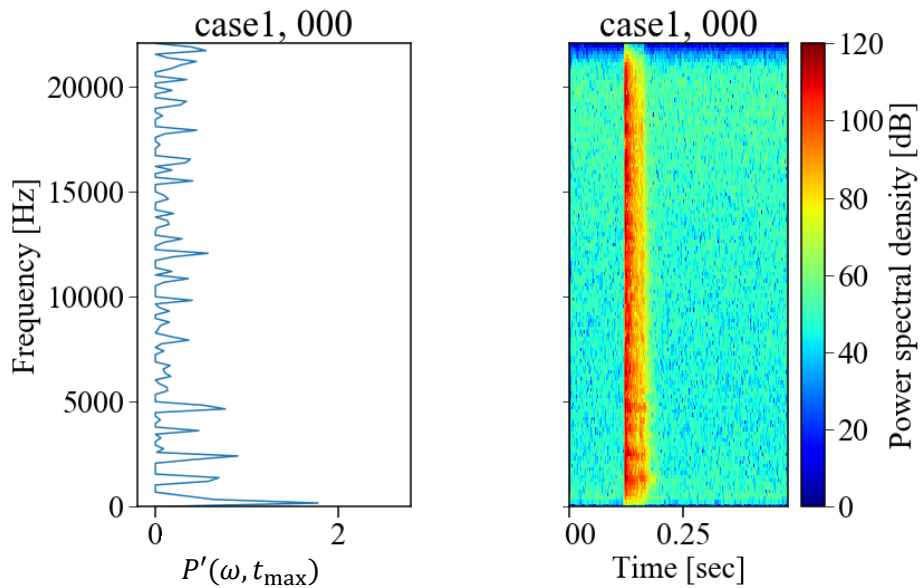 case1, 000
Frequency [Hz]
20000
15000
10000
5000
0
0
2
P′(ω, t_max)
case1, 000
00
0.25
Time [sec]
120
100
80
60
40
20
0
Power spectral density [dB]